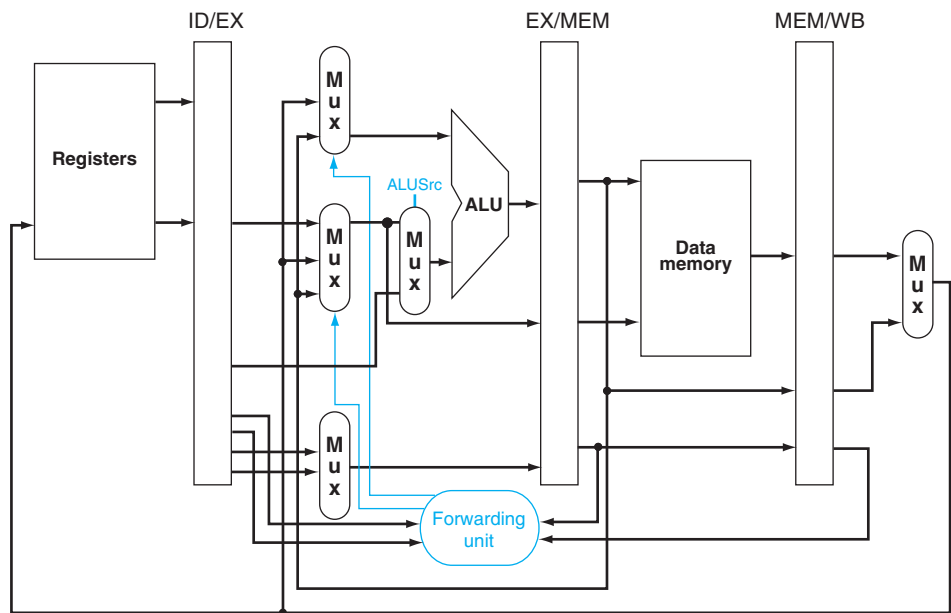 ID/EX
EX/MEM
MEM/WB
Mux
Registers
ALUSrc
ALU
Mux
Mux
Data
memory
Mux
Mux
Forwarding
unit